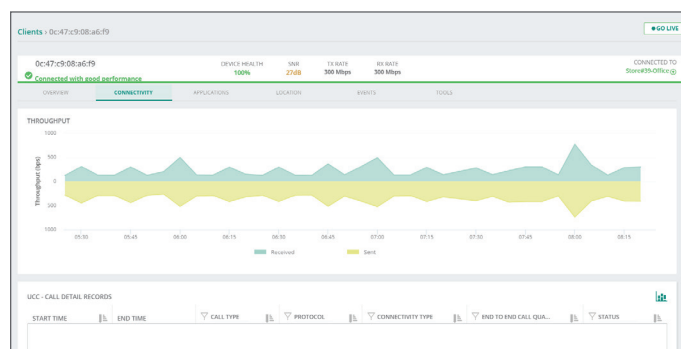 Clients › 0c:47:c9:08:a6:f9
GO LIVE
0c:47:c9:08:a6:f9
Connected with good performance
DEVICE HEALTH
100%
SNR
27dB
TX RATE
300 Mbps
RX RATE
300 Mbps
CONNECTED TO
Store#39-Office
OVERVIEW CONNECTIVITY APPLICATIONS LOCATION EVENTS TOOLS
THROUGHPUT
Throughput (bps)
1000
500
0
500
1000
05:30 05:45 06:00 06:15 06:30 06:45 07:00 07:15 07:30 07:45 08:00 08:15
Received Sent
UCC - CALL DETAIL RECORDS
START TIME END TIME CALL TYPE PROTOCOL CONNECTIVITY TYPE END TO END CALL QUA... STATUS